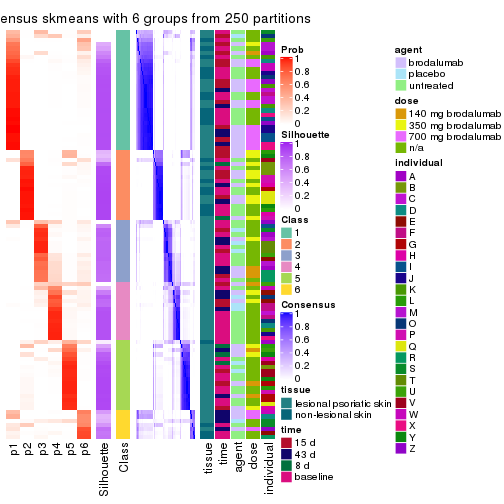 ensus skmeans with 6 groups from 250 partitions
p1
p2
p3
p4
p5
p6
Silhouette
Class
tissue
time
agent
dose
individual
Prob
1
0.8
0.6
0.4
0.2
0
Silhouette
1
0.8
0.6
0.4
0.2
0
Class
1
2
3
4
5
6
Consensus
1
0.8
0.6
0.4
0.2
0
tissue
lesional psoriatic skin
non-lesional skin
time
15 d
43 d
8 d
baseline
agent
brodalumab
placebo
untreated
dose
140 mg brodalumab
350 mg brodalumab
700 mg brodalumab
n/a
individual
A
B
C
D
E
F
G
H
I
J
K
L
M
O
P
Q
R
S
T
U
V
W
X
Y
Z